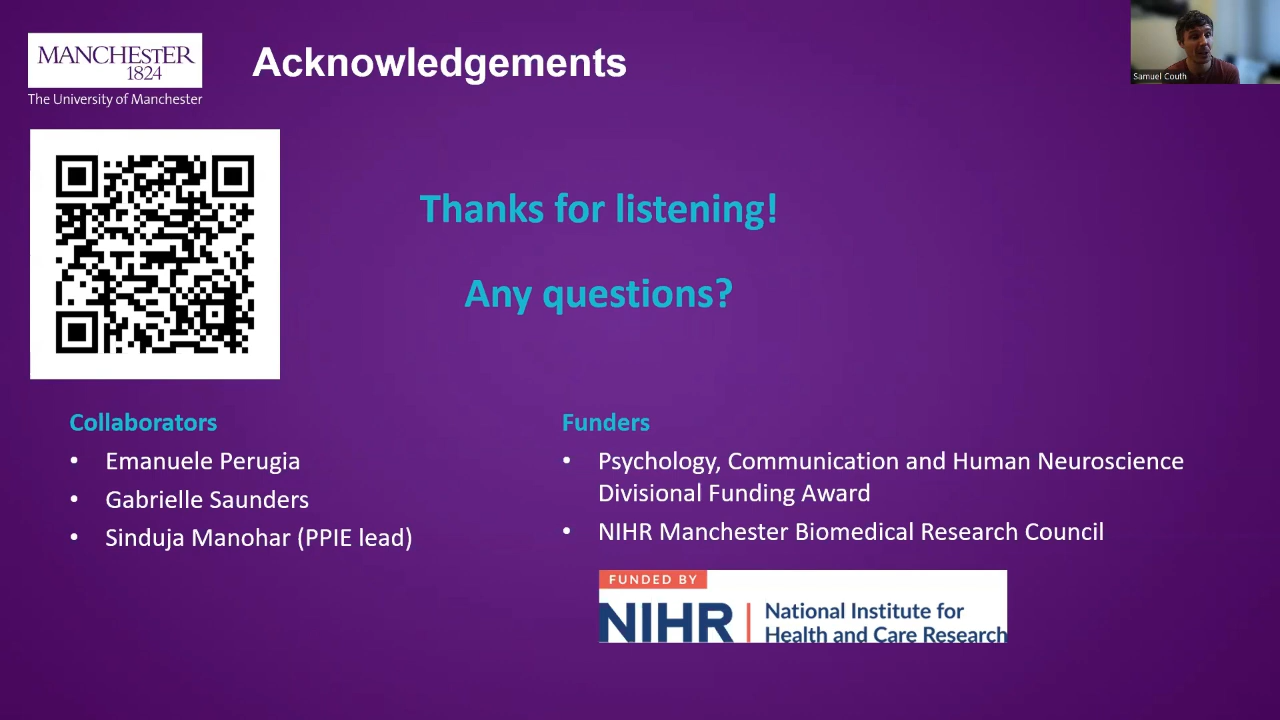 MANCHESTER
1824
The University of Manchester
Acknowledgements
Samuel Couth
Thanks for listening!
Any questions?
Collaborators
• Emanuele Perugia
• Gabrielle Saunders
• Sinduja Manohar (PPIE lead)
Funders
• Psychology, Communication and Human Neuroscience
Divisional Funding Award
• NIHR Manchester Biomedical Research Council
FUNDED BY
NIHR | National Institute for
Health and Care Research